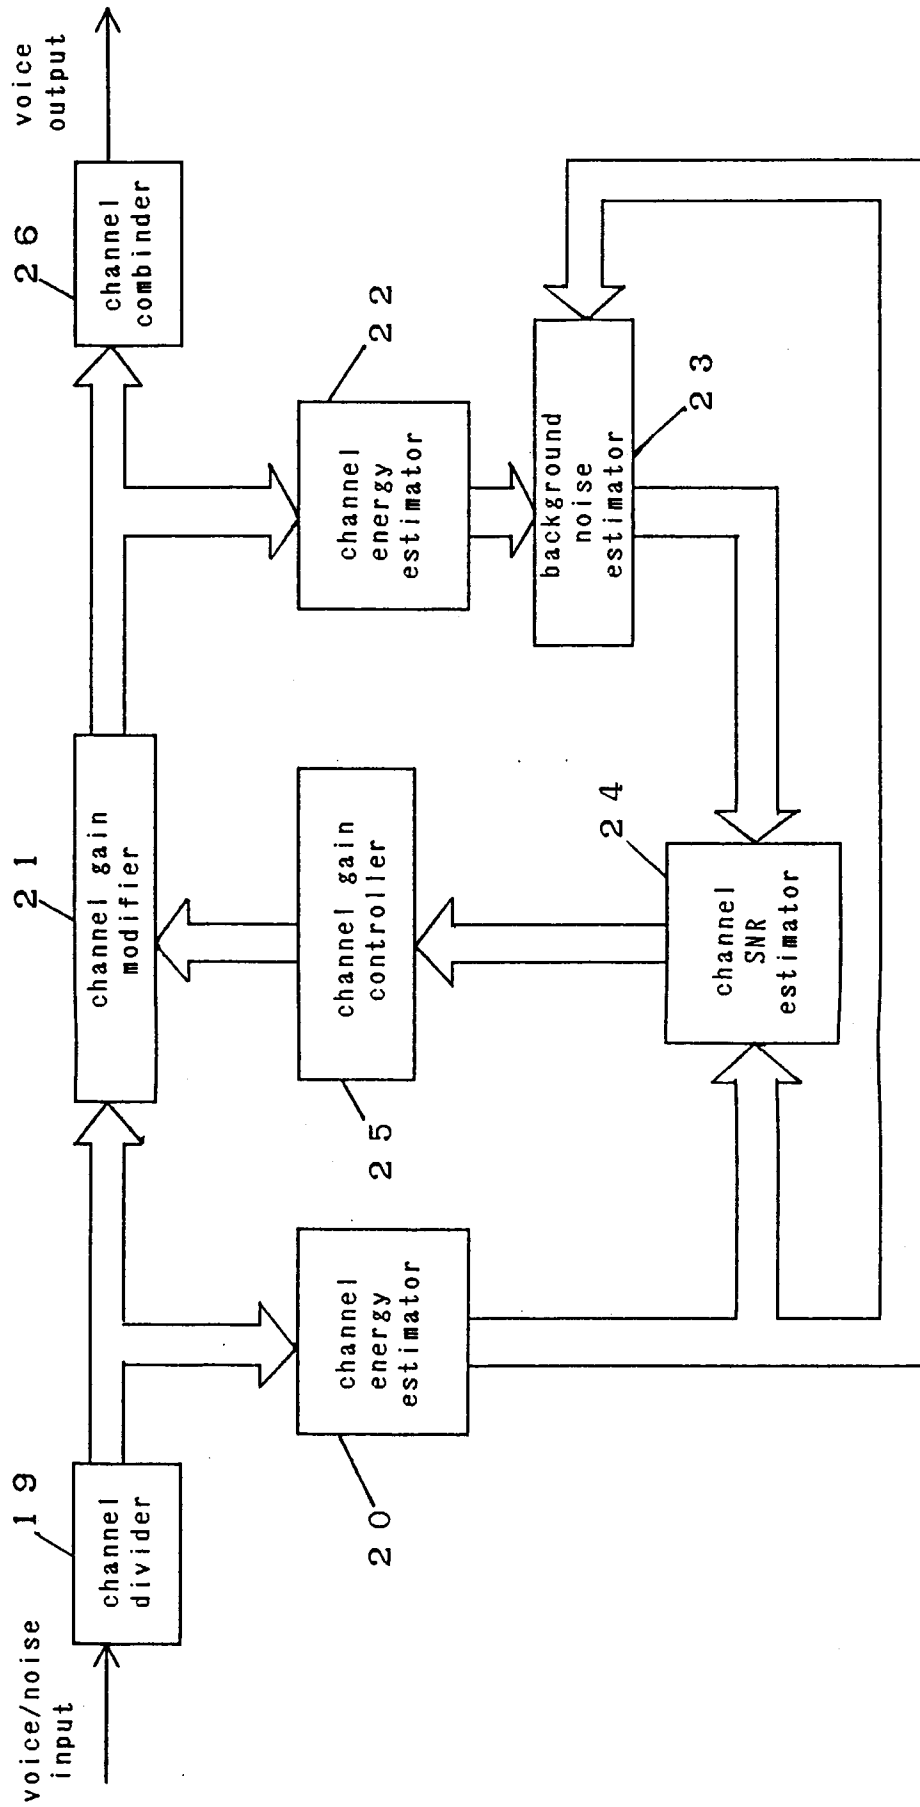 voice/noise
input
19
channel
divider
20
channel
energy
estimator
21
channel gain
modifier
25
channel gain
controller
24
channel
SNR
estimator
22
channel
energy
estimator
23
background
noise
estimator
26
channel
combinder
voice
output